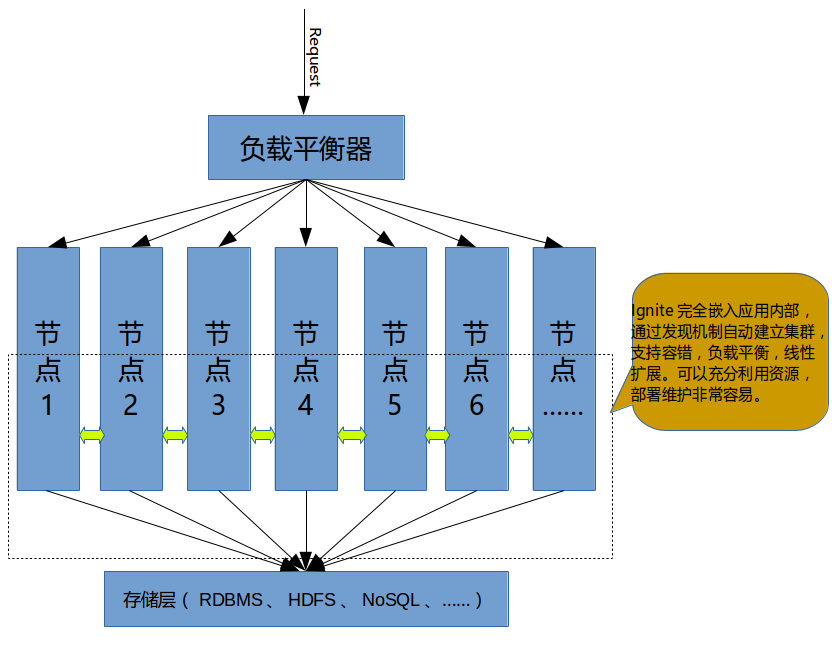 Request
负载平衡器
节
点
1
节
点
2
节
点
3
节
点
4
节
点
5
节
点
6
节
点
……
Ignite 完全嵌入应用内部，
通过发现机制自动建立集群，
支持容错，负载平衡，线性
扩展。可以充分利用资源，
部署维护非常容易。
存储层（ RDBMS 、 HDFS 、 NoSQL 、…… ）